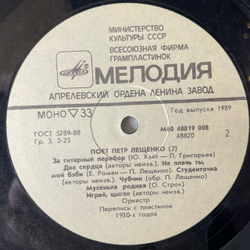 МИНИСТЕРСТВО
КУЛЬТУРЫ СССР
ВСЕСОЮЗНАЯ ФИРМА
ГРАМПЛАСТИНОК
МЕЛОДИЯ
АПРЕЛЕВСКИЙ ОРДЕНА ЛЕНИНА ЗАВОД
МОНО 33
Год выпуска 1989
ГОСТ 5289-88
Гр. 3. 2-25
М60 48819 008
48820
2
ПОЕТ ПЕТР ЛЕЩЕНКО (2)
За гитарный перебор (Ю. Хайт — П. Григорьев)
Два сердца (авторы неизв.). Не плачь ты,
мой бэби (Е. Роман — П. Лещенко). Студенточка
(авторы неизв.). Чубчик (обр. П. Лещенко)
Мусенька родная (О. Строк)
Играй, цыган (авторы неизв.)
Оркестр
Перепись с пластинок
1930-х годов